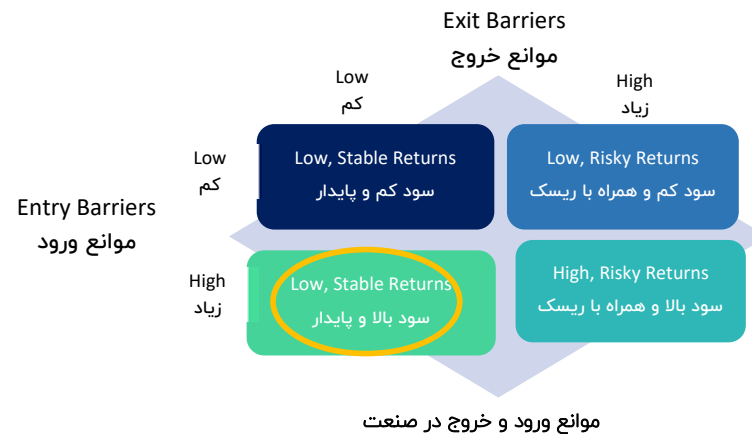 Exit Barriers
موانع خروج
Low
کم
High
زیاد
Entry Barriers
موانع ورود
Low
کم
Low, Stable Returns
سود کم و پایدار
Low, Risky Returns
سود کم و همراه با ریسک
High
زیاد
Low, Stable Returns
سود بالا و پایدار
High, Risky Returns
سود بالا و همراه با ریسک
موانع ورود و خروج در صنعت